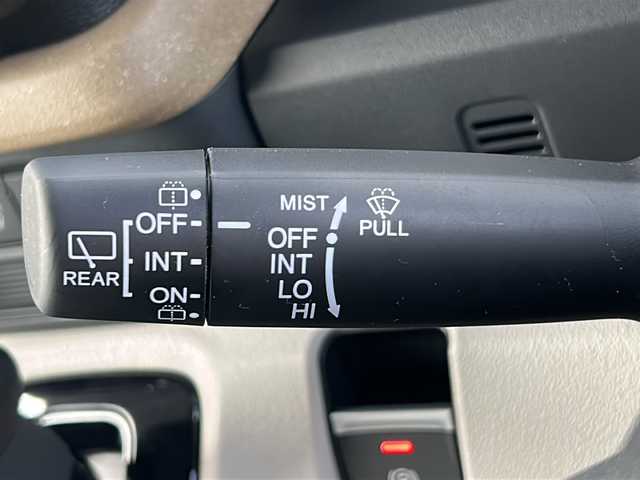 REAR
OFF
INT
ON
MIST
OFF
INT
LO
HI
PULL